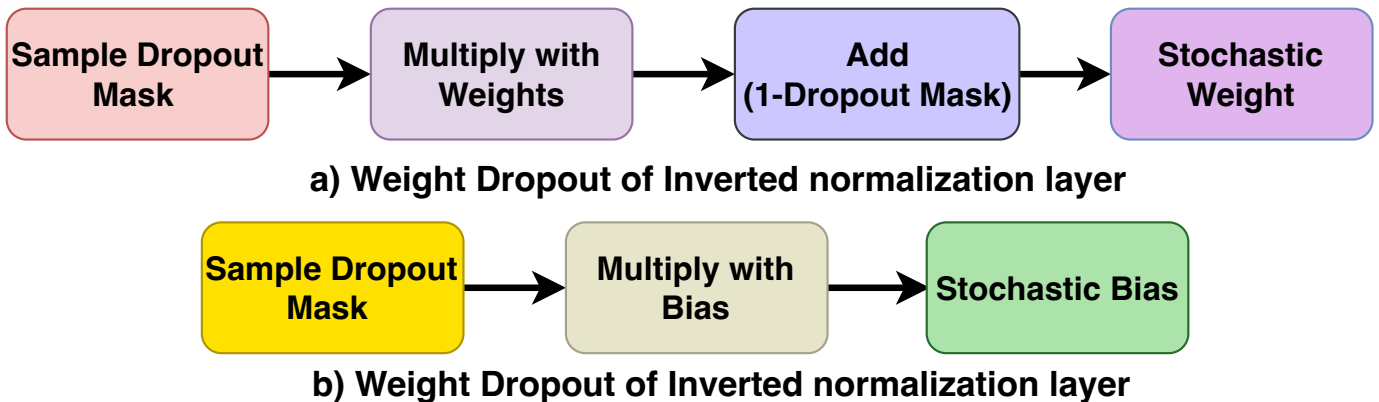 Sample Dropout
Mask
Multiply with
Weights
Add
(1-Dropout Mask)
Stochastic
Weight
a) Weight Dropout of Inverted normalization layer
Sample Dropout
Mask
Multiply with
Bias
Stochastic Bias
b) Weight Dropout of Inverted normalization layer